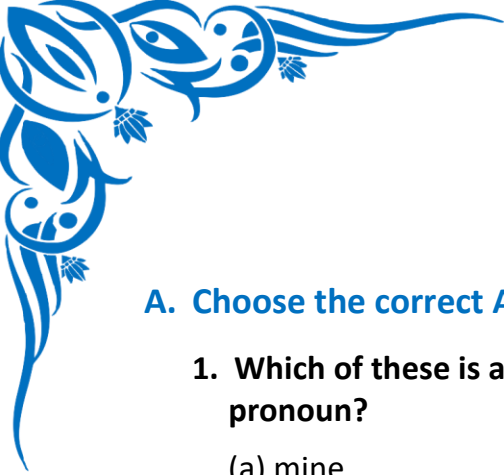 A. Choose the correct A
1. Which of these is a
pronoun?
(a) mine